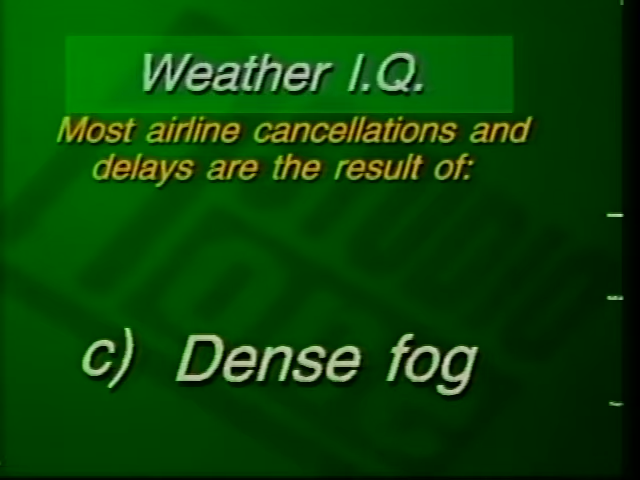 Weather I.Q.
Most airline cancellations and
delays are the result of:
c) Dense fog